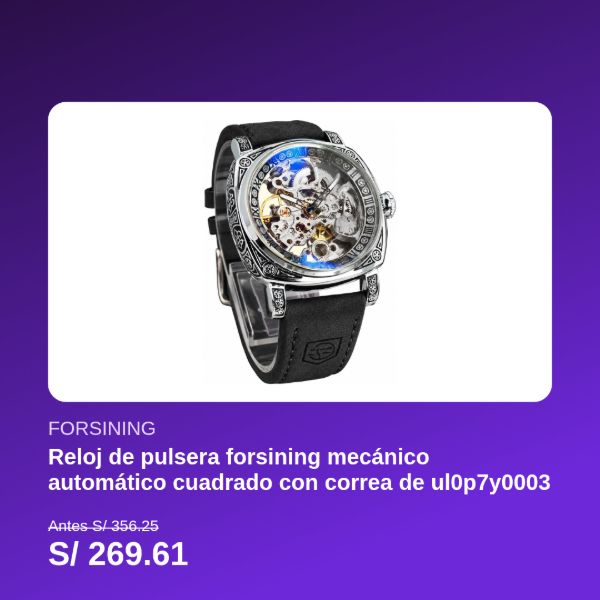 FORSINING
Reloj de pulsera forsining mecánico
automático cuadrado con correa de ul0p7y0003
Antes S/ 356.25
S/ 269.61